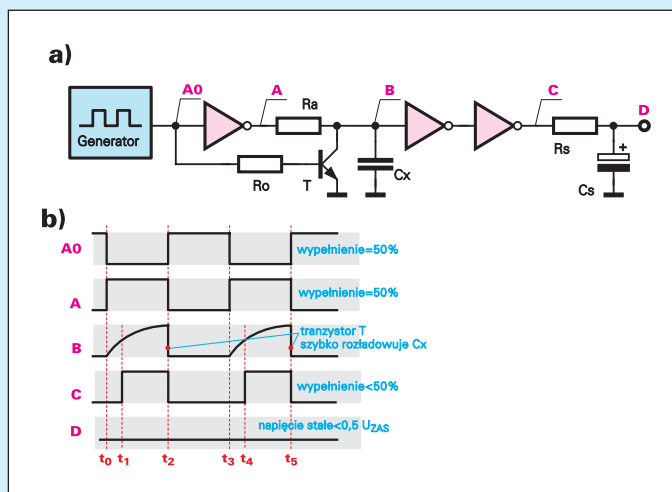 a)
A0
A
B
C
D
Generator
Ra
Ro
T
Cx
Rs
+
Cs
b)
A0
wypełnienie=50%
A
wypełnienie=50%
B
tranzystor T
szybko rozładowuje Cx
C
wypełnienie<50%
D
napięcie stałe<0,5 UZAS
t0 t1 t2 t3 t4 t5